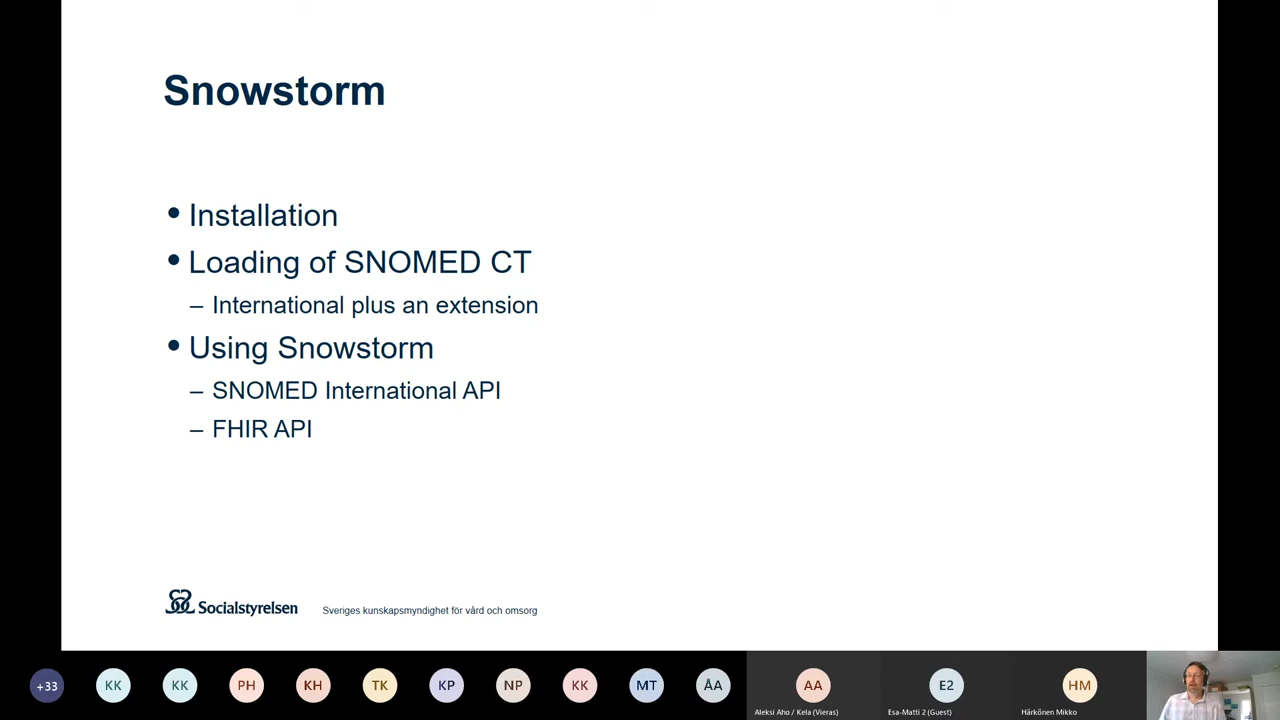 Snowstorm
• Installation
• Loading of SNOMED CT
– International plus an extension
• Using Snowstorm
– SNOMED International API
– FHIR API
Socialstyrelsen
Sveriges kunskapsmyndighet för vård och omsorg
+33
KK
KK
PH
KH
TK
KP
NP
KK
MT
ÅA
AA
E2
HM
Aleksi Aho / Kela (Vieras)
Esa-Matti 2 (Guest)
Härkönen Mikko